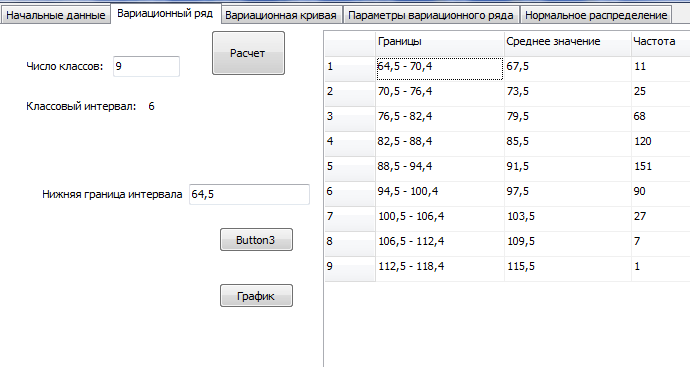 Начальные данные Вариационный ряд Вариационная кривая Параметры вариационного ряда Нормальное распределение
Число классов: 9
Расчет
Классовый интервал: 6
Нижняя граница интервала 64,5
Button3
График
Границы Среднее значение Частота
1 64,5 - 70,4 67,5 11
2 70,5 - 76,4 73,5 25
3 76,5 - 82,4 79,5 68
4 82,5 - 88,4 85,5 120
5 88,5 - 94,4 91,5 151
6 94,5 - 100,4 97,5 90
7 100,5 - 106,4 103,5 27
8 106,5 - 112,4 109,5 7
9 112,5 - 118,4 115,5 1